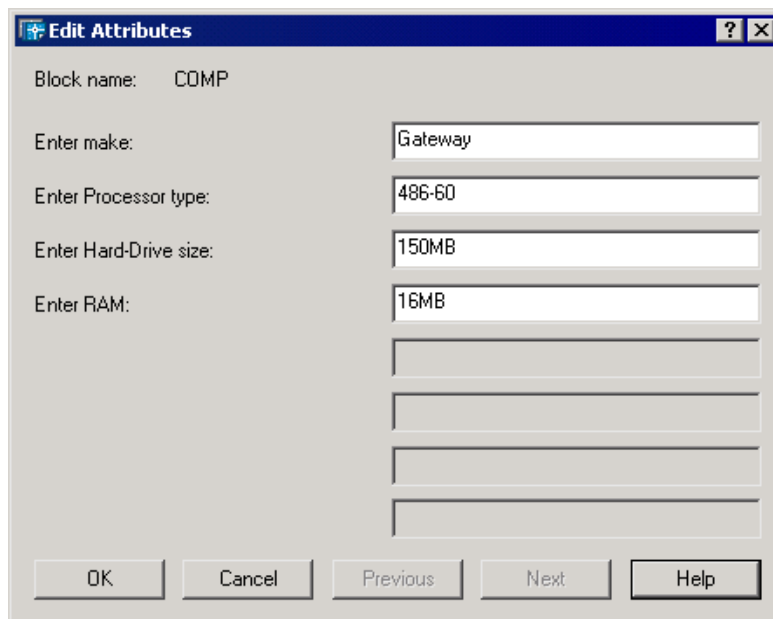 Edit Attributes
Block name: COMP
Enter make: Gateway
Enter Processor type: 486-60
Enter Hard-Drive size: 150MB
Enter RAM: 16MB
OK Cancel Previous Next Help